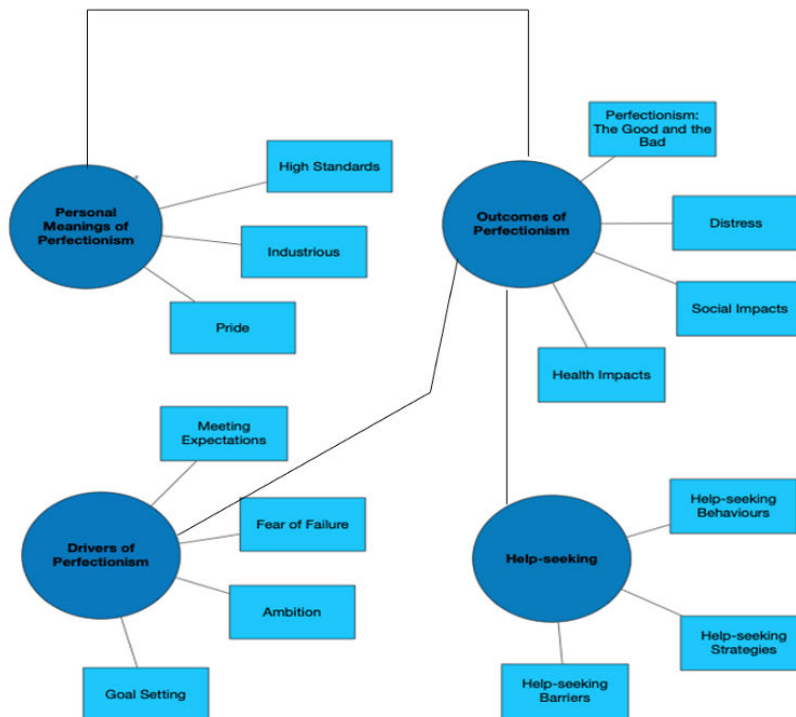 Personal
Meanings of
Perfectionism
High Standards
Industrious
Pride
Outcomes of
Perfectionism
Perfectionism:
The Good and the
Bad
Distress
Social Impacts
Health Impacts
Drivers of
Perfectionism
Meeting
Expectations
Fear of Failure
Ambition
Goal Setting
Help-seeking
Help-seeking
Behaviours
Help-seeking
Strategies
Help-seeking
Barriers